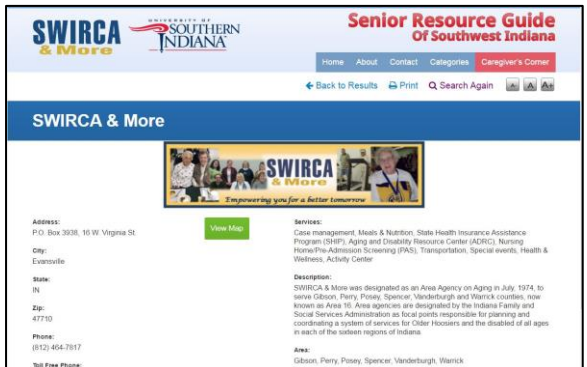 SWIRCA
& More
UNIVERSITY OF
SOUTHERN
INDIANA
Senior Resource Guide
Of Southwest Indiana
Home About Contact Categories Caregiver's Corner
Back to Results Print Search Again A A A+
SWIRCA & More
SWIRCA
& More
Empowering you for a better tomorrow
Address:
P.O. Box 3938, 16 W. Virginia St.
View Map
City:
Evansville
State:
IN
Zip:
47710
Phone:
(812) 464-7817
Toll Free Phone:
Services:
Case management, Meals & Nutrition, State Health Insurance Assistance
Program (SHIP), Aging and Disability Resource Center (ADRC), Nursing
Home/Pre-Admission Screening (PAS), Transportation, Special events, Health &
Wellness, Activity Center
Description:
SWIRCA & More was designated as an Area Agency on Aging in July, 1974, to
serve Gibson, Perry, Posey, Spencer, Vanderburgh and Warrick counties, now
known as Area 16. Area agencies are designated by the Indiana Family and
Social Services Administration as focal points responsible for planning and
coordinating a system of services for Older Hoosiers and the disabled of all ages
in each of the sixteen regions of Indiana
Area:
Gibson, Perry, Posey, Spencer, Vanderburgh, Warrick